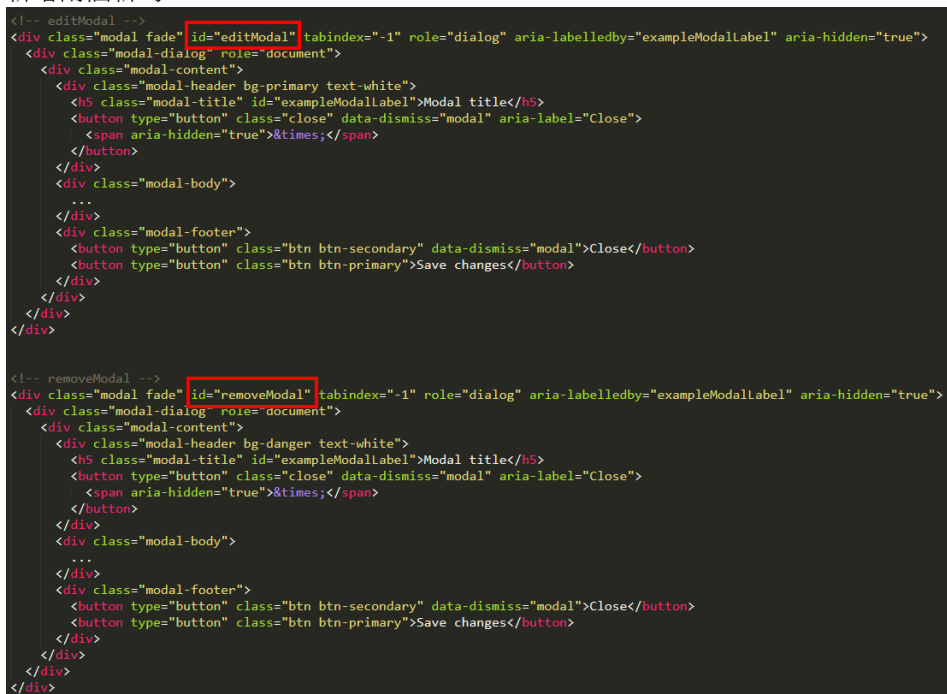 <!-- editModal -->
<div class="modal fade" id="editModal" tabindex="-1" role="dialog" aria-labelledby="exampleModalLabel" aria-hidden="true">
<div class="modal-dialog" role="document">
<div class="modal-content">
<div class="modal-header bg-primary text-white">
<h5 class="modal-title" id="exampleModalLabel">Modal title</h5>
<button type="button" class="close" data-dismiss="modal" aria-label="Close">
<span aria-hidden="true">&times;</span>
</button>
</div>
<div class="modal-body">
...
</div>
<div class="modal-footer">
<button type="button" class="btn btn-secondary" data-dismiss="modal">Close</button>
<button type="button" class="btn btn-primary">Save changes</button>
</div>
</div>
</div>
</div>
<!-- removeModal -->
<div class="modal fade" id="removeModal" tabindex="-1" role="dialog" aria-labelledby="exampleModalLabel" aria-hidden="true">
<div class="modal-dialog" role="document">
<div class="modal-content">
<div class="modal-header bg-danger text-white">
<h5 class="modal-title" id="exampleModalLabel">Modal title</h5>
<button type="button" class="close" data-dismiss="modal" aria-label="Close">
<span aria-hidden="true">&times;</span>
</button>
</div>
<div class="modal-body">
...
</div>
<div class="modal-footer">
<button type="button" class="btn btn-secondary" data-dismiss="modal">Close</button>
<button type="button" class="btn btn-primary">Save changes</button>
</div>
</div>
</div>
</div>